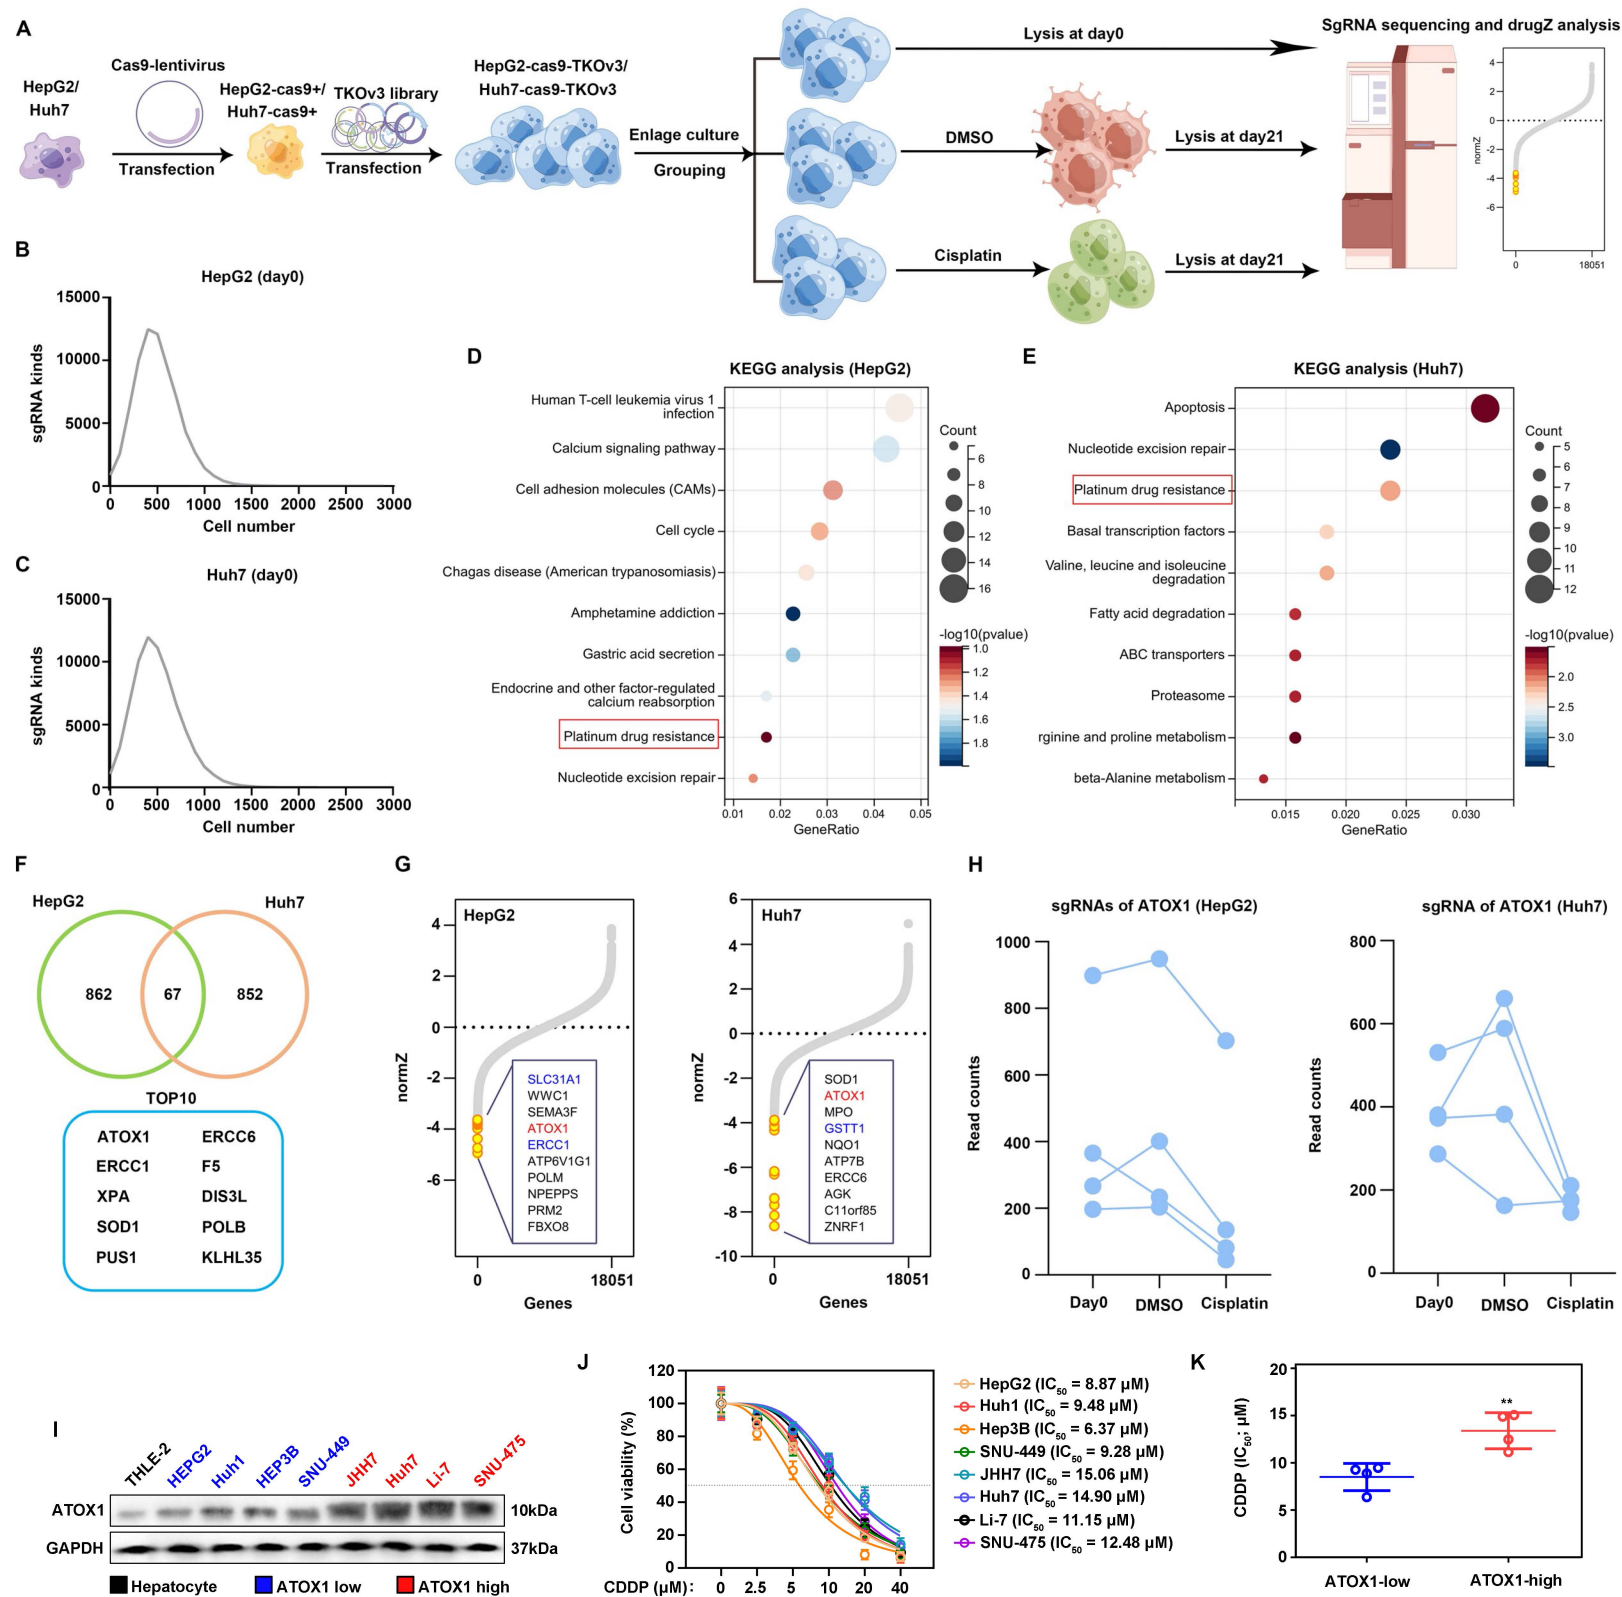 A
HepG2/
Huh7
Cas9-lentivirus
Transfection
HepG2-cas9+/
Huh7-cas9+
TKOv3 library
Transfection
HepG2-cas9-TKOv3/
Huh7-cas9-TKOv3
Enlage culture
Grouping
Lysis at day0
DMSO
Lysis at day21
Cisplatin
Lysis at day21
SgRNA sequencing and drugZ analysis
normZ
4
2
0
-2
-4
-6
0
18051
B
HepG2 (day0)
sgRNA kinds
15000
10000
5000
0
0 500 1000 1500 2000 2500 3000
Cell number
C
Huh7 (day0)
sgRNA kinds
15000
10000
5000
0
0 500 1000 1500 2000 2500 3000
Cell number
D
KEGG analysis (HepG2)
Human T-cell leukemia virus 1
infection
Calcium signaling pathway
Cell adhesion molecules (CAMs)
Cell cycle
Chagas disease (American trypanosomiasis)
Amphetamine addiction
Gastric acid secretion
Endocrine and other factor-regulated
calcium reabsorption
Platinum drug resistance
Nucleotide excision repair
0.01 0.02 0.03 0.04 0.05
GeneRatio
Count
6
8
10
12
14
16
-log10(pvalue)
1.0
1.2
1.4
1.6
1.8
E
KEGG analysis (Huh7)
Apoptosis
Nucleotide excision repair
Platinum drug resistance
Basal transcription factors
Valine, leucine and isoleucine
degradation
Fatty acid degradation
ABC transporters
Proteasome
rginine and proline metabolism
beta-Alanine metabolism
0.015 0.020 0.025 0.030
GeneRatio
Count
5
6
7
8
9
10
11
12
-log10(pvalue)
2.0
2.5
3.0
F
HepG2
Huh7
862 67 852
TOP10
ATOX1 ERCC6
ERCC1 F5
XPA DIS3L
SOD1 POLB
PUS1 KLHL35
G
HepG2
normZ
4
2
0
-2
-4
-6
SLC31A1
WWC1
SEMA3F
ATOX1
ERCC1
ATP6V1G1
POLM
NPEPPS
PRM2
FBXO8
0 18051
Genes
Huh7
normZ
6
4
2
0
-2
-4
-6
-8
-10
SOD1
ATOX1
MPO
GSTT1
NQO1
ATP7B
ERCC6
AGK
C11orf85
ZNRF1
0 18051
Genes
H
sgRNAs of ATOX1 (HepG2)
Read counts
1000
800
600
400
200
0
Day0 DMSO Cisplatin
sgRNA of ATOX1 (Huh7)
Read counts
800
600
400
200
0
Day0 DMSO Cisplatin
I
THLE-2 HEPG2 Huh1 HEP3B SNU-449 JHH7 Huh7 Li-7 SNU-475
ATOX1 10kDa
GAPDH 37kDa
Hepatocyte ATOX1 low ATOX1 high
J
Cell viability (%)
120
100
80
60
40
20
0
CDDP (μM): 0 2.5 5 10 20 40
HepG2 (IC50 = 8.87 μM)
Huh1 (IC50 = 9.48 μM)
Hep3B (IC50 = 6.37 μM)
SNU-449 (IC50 = 9.28 μM)
JHH7 (IC50 = 15.06 μM)
Huh7 (IC50 = 14.90 μM)
Li-7 (IC50 = 11.15 μM)
SNU-475 (IC50 = 12.48 μM)
K
CDDP (IC50; μM)
20
15
10
5
0
**
ATOX1-low ATOX1-high